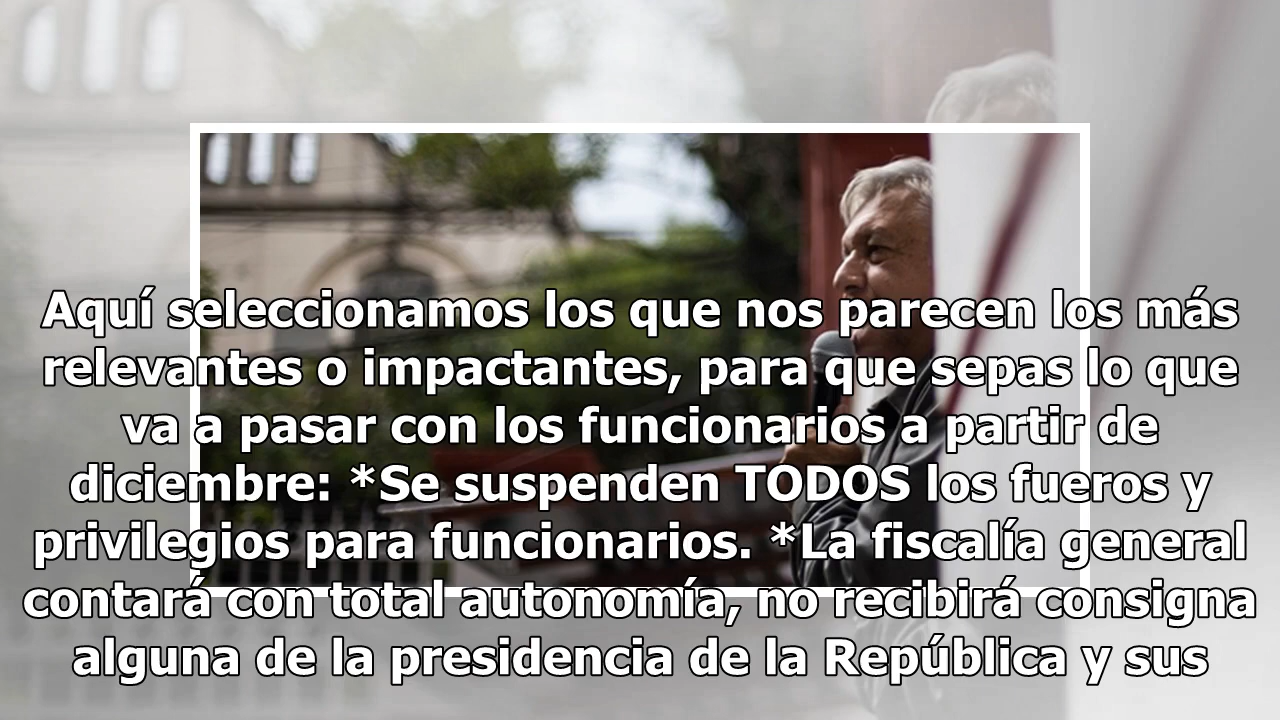 Aquí seleccionamos los que nos parecen los más
relevantes o impactantes, para que sepas lo que
va a pasar con los funcionarios a partir de
diciembre: *Se suspenden TODOS los fueros y
privilegios para funcionarios. *La fiscalía general
contará con total autonomía, no recibirá consigna
alguna de la presidencia de la República y sus